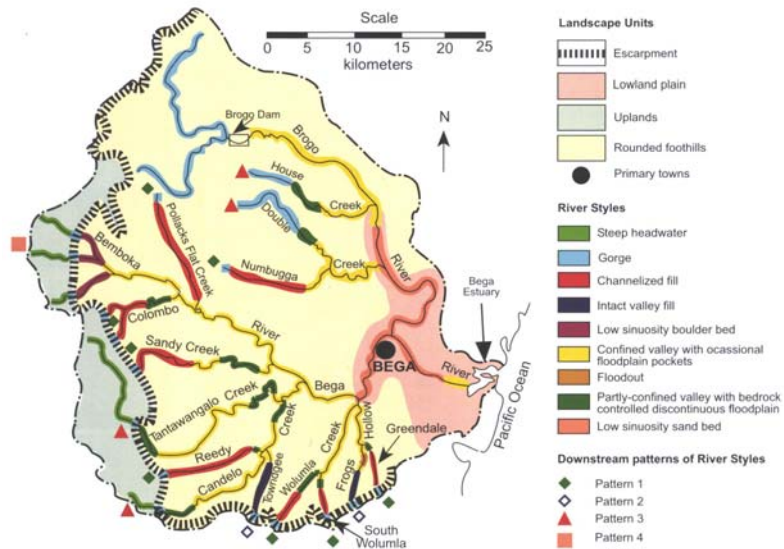 Scale
0 5 10 15 20 25
kilometers
N
Brogo Dam
Brogo
House
Creek
Double
Creek
River
Pollacks Flat Creek
Numbugga
Bemboka
Colombo
River
Sandy Creek
Tantawangalo Creek
Bega
BEGA
River
Bega
Estuary
Pacific Ocean
Reedy
Creek
Candelo
Towridgee
Wolumla
Creek
Frogs
Hollow
Greendale
South
Wolumla
Landscape Units
Escarpment
Lowland plain
Uplands
Rounded foothills
Primary towns
River Styles
Steep headwater
Gorge
Channelized fill
Intact valley fill
Low sinuosity boulder bed
Confined valley with ocassional
floodplain pockets
Floodout
Partly-confined valley with bedrock
controlled discontinuous floodplain
Low sinuosity sand bed
Downstream patterns of River Styles
Pattern 1
Pattern 2
Pattern 3
Pattern 4